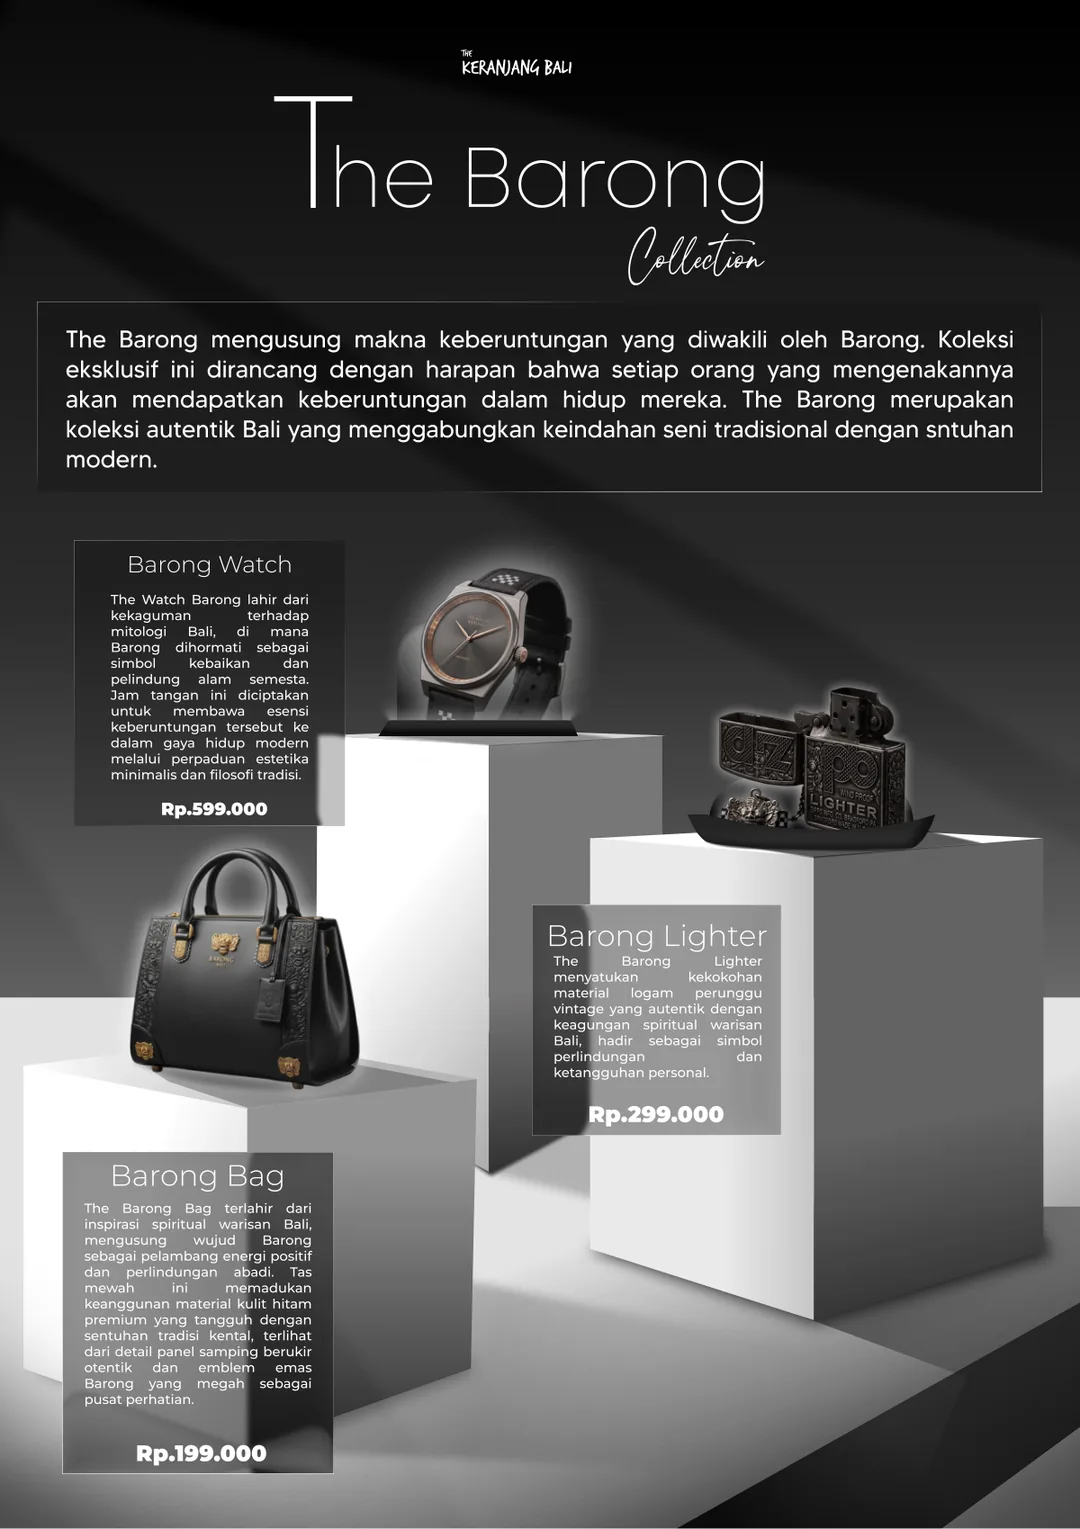 THE
KERANJANG BALI
The Barong
Collection
The Barong mengusung makna keberuntungan yang diwakili oleh Barong. Koleksi
eksklusif ini dirancang dengan harapan bahwa setiap orang yang mengenakannya
akan mendapatkan keberuntungan dalam hidup mereka. The Barong merupakan
koleksi autentik Bali yang menggabungkan keindahan seni tradisional dengan sntuhan
modern.
Barong Watch
The Watch Barong lahir dari
kekaguman terhadap
mitologi Bali, di mana
Barong dihormati sebagai
simbol kebaikan dan
pelindung alam semesta.
Jam tangan ini diciptakan
untuk membawa esensi
keberuntungan tersebut ke
dalam gaya hidup modern
melalui perpaduan estetika
minimalis dan filosofi tradisi.
Rp.599.000
dIZ
po
WIND PROOF
LIGHTER
BARONG
Barong Lighter
The Barong Lighter
menyatukan kekokohan
material logam perunggu
vintage yang autentik dengan
keagungan spiritual warisan
Bali, hadir sebagai simbol
perlindungan dan
ketangguhan personal.
Rp.299.000
Barong Bag
The Barong Bag terlahir dari
inspirasi spiritual warisan Bali,
mengusung wujud Barong
sebagai pelambang energi positif
dan perlindungan abadi. Tas
mewah ini memadukan
keanggunan material kulit hitam
premium yang tangguh dengan
sentuhan tradisi kental, terlihat
dari detail panel samping berukir
otentik dan emblem emas
Barong yang megah sebagai
pusat perhatian.
Rp.199.000